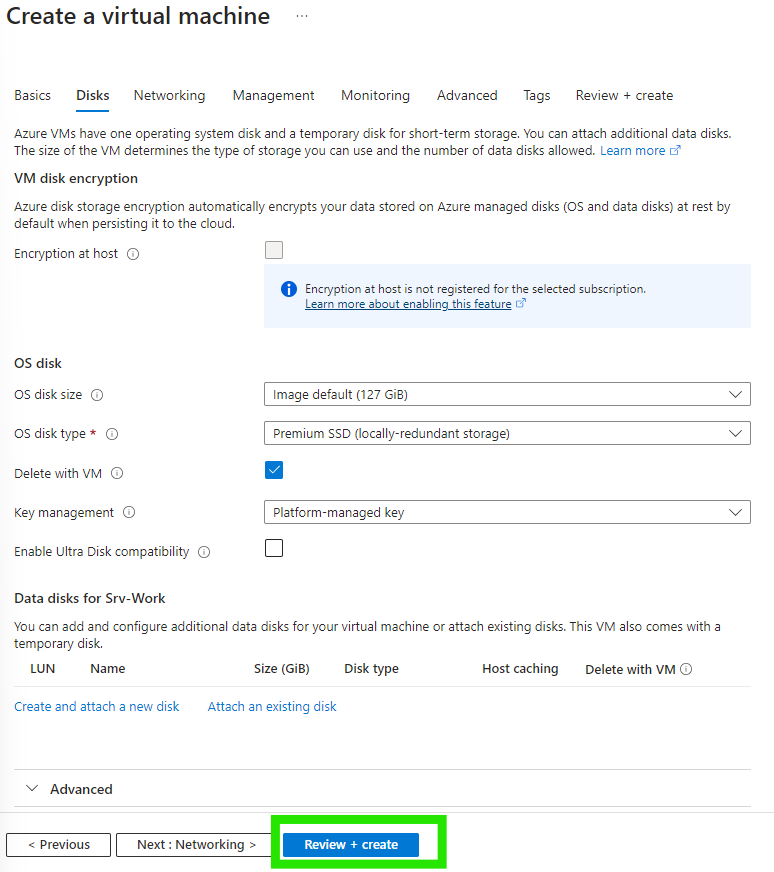 Create a virtual machine ...
Basics Disks Networking Management Monitoring Advanced Tags Review + create
Azure VMs have one operating system disk and a temporary disk for short-term storage. You can attach additional data disks.
The size of the VM determines the type of storage you can use and the number of data disks allowed. Learn more
VM disk encryption
Azure disk storage encryption automatically encrypts your data stored on Azure managed disks (OS and data disks) at rest by
default when persisting it to the cloud.
Encryption at host
Encryption at host is not registered for the selected subscription.
Learn more about enabling this feature
OS disk
OS disk size Image default (127 GiB)
OS disk type * Premium SSD (locally-redundant storage)
Delete with VM
Key management Platform-managed key
Enable Ultra Disk compatibility
Data disks for Srv-Work
You can add and configure additional data disks for your virtual machine or attach existing disks. This VM also comes with a
temporary disk.
LUN Name Size (GiB) Disk type Host caching Delete with VM
Create and attach a new disk Attach an existing disk
Advanced
< Previous Next : Networking > Review + create